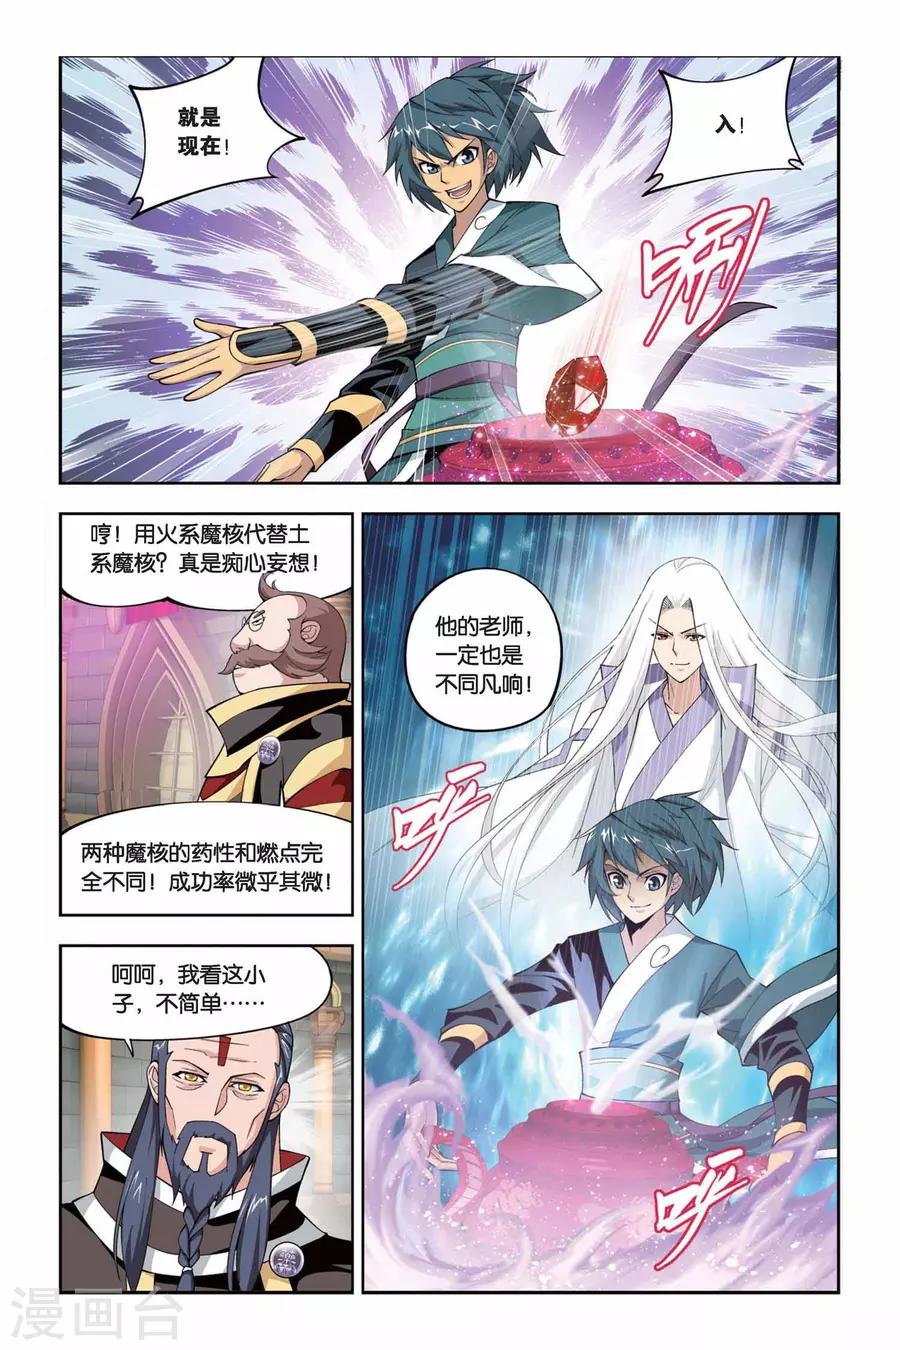 就是
现在！
入！
唰
哼！用火系魔核代替土
系魔核？真是痴心妄想！
两种魔核的药性和燃点完
全不同！成功率微乎其微！
呵呵，我看这小
子，不简单……
他的老师，
一定也是
不同凡响！
呼
呼
漫画台